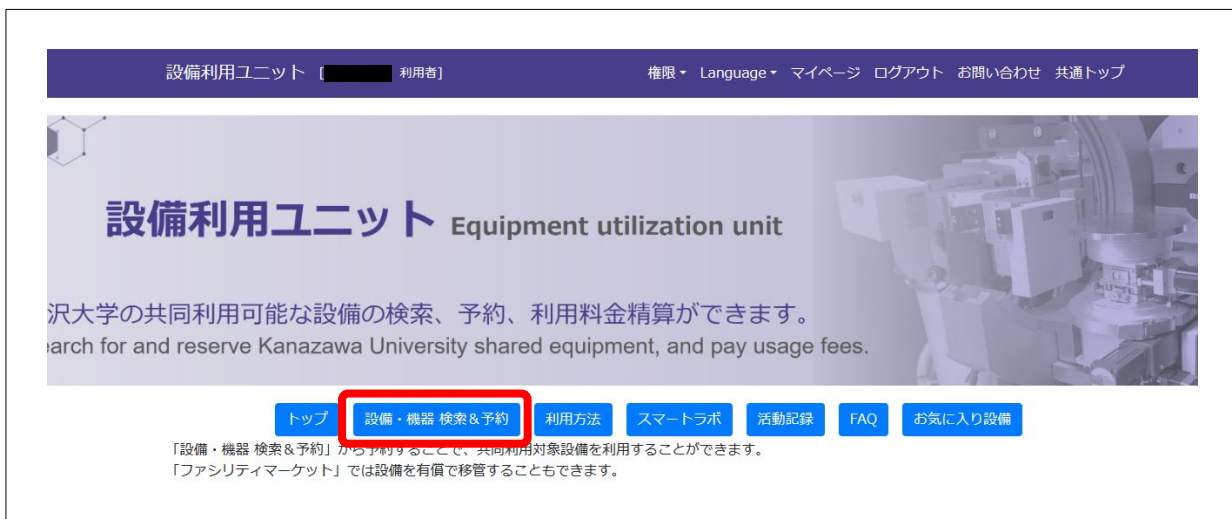 設備利用ユニット [ 利用者] 権限 Language マイページ ログアウト お問い合わせ 共通トップ
設備利用ユニット Equipment utilization unit
沢大学の共同利用可能な設備の検索、予約、利用料金精算ができます。
arch for and reserve Kanazawa University shared equipment, and pay usage fees.
トップ 設備・機器 検索&予約 利用方法 スマートラボ 活動記録 FAQ お気に入り設備
「設備・機器 検索&予約」から予約することで、共同利用対象設備を利用することができます。
「ファシリティマーケット」では設備を有償で移管することもできます。